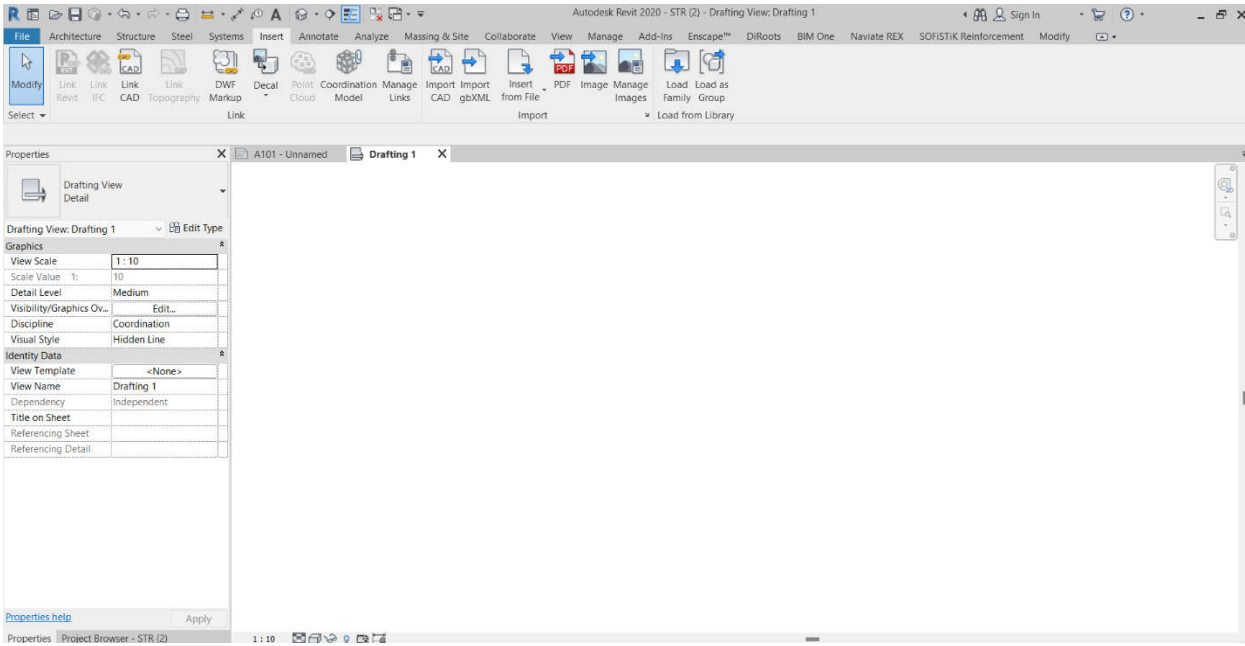 Autodesk Revit 2020 - STR (2) - Drafting View: Drafting 1
Sign In
File Architecture Structure Steel Systems Insert Annotate Analyze Massing & Site Collaborate View Manage Add-Ins Enscape™ DiRoots BIM One Naviate REX SOFiSTiK Reinforcement Modify
Modify Link Link Link Link DWF Decal Point Coordination Manage Import Import Insert PDF Image Manage Load Load as
Revit IFC CAD Topography Markup Cloud Model Links CAD gbXML from File Images Family Group
Select Link Import Load from Library
Properties X A101 - Unnamed Drafting 1 X
Drafting View
Detail
Drafting View: Drafting 1 Edit Type
Graphics
View Scale 1 : 10
Scale Value 1: 10
Detail Level Medium
Visibility/Graphics Ov... Edit...
Discipline Coordination
Visual Style Hidden Line
Identity Data
View Template <None>
View Name Drafting 1
Dependency Independent
Title on Sheet
Referencing Sheet
Referencing Detail
Properties help Apply
Properties Project Browser - STR (2) 1 : 10